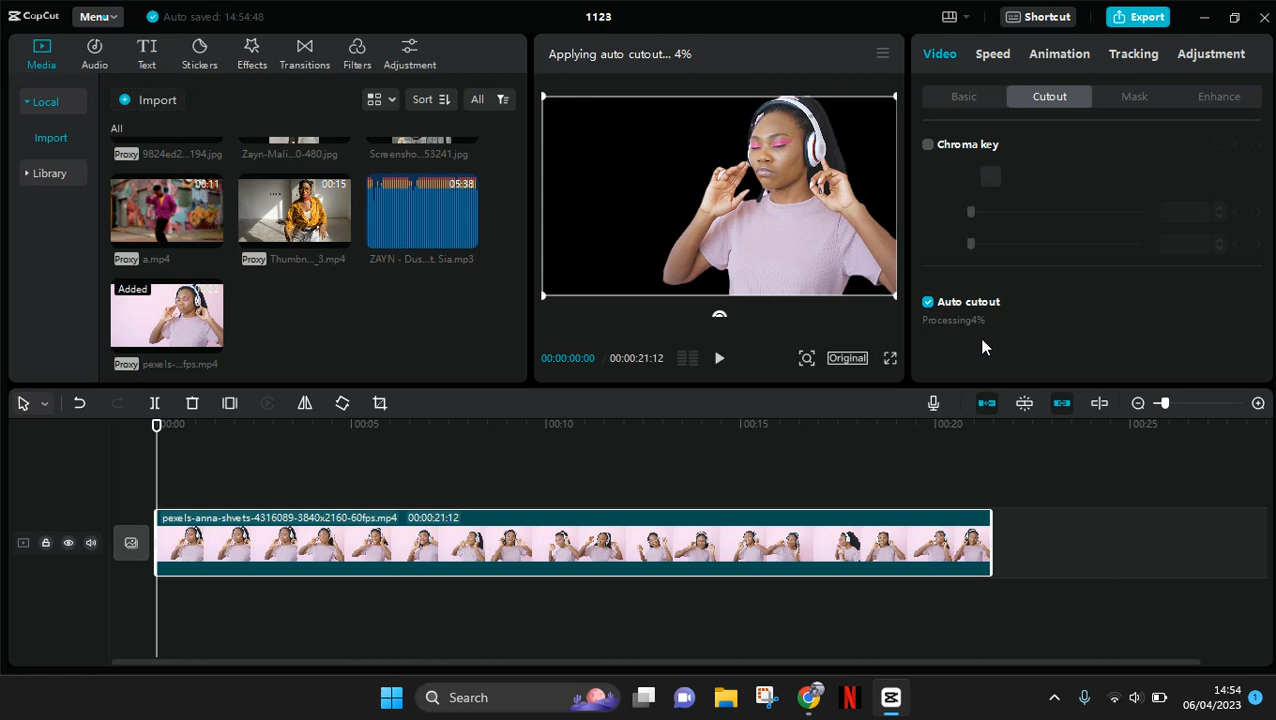 CapCut
Menu
Auto saved: 14:54:48
1123
Shortcut
Export
Media
Audio
Text
Stickers
Effects
Transitions
Filters
Adjustment
Local
Import
Library
Import
Sort
All
All
Proxy 9824ed2...194.jpg
Zayn-Mali...0-480.jpg
Screensho...53241.jpg
00:11
00:15
05:38
Proxy a.mp4
Proxy Thumbn..._3.mp4
ZAYN - Dus...t. Sia.mp3
Added
Proxy pexels-...fps.mp4
Applying auto cutout... 4%
00:00:00:00 / 00:00:21:12
Original
Video
Speed
Animation
Tracking
Adjustment
Basic
Cutout
Mask
Enhance
Chroma key
Auto cutout
Processing4%
00:00
00:05
00:10
00:15
00:20
00:25
pexels-anna-shvets-4316089-3840x2160-60fps.mp4 00:00:21:12
Search
N
14:54
06/04/2023
1